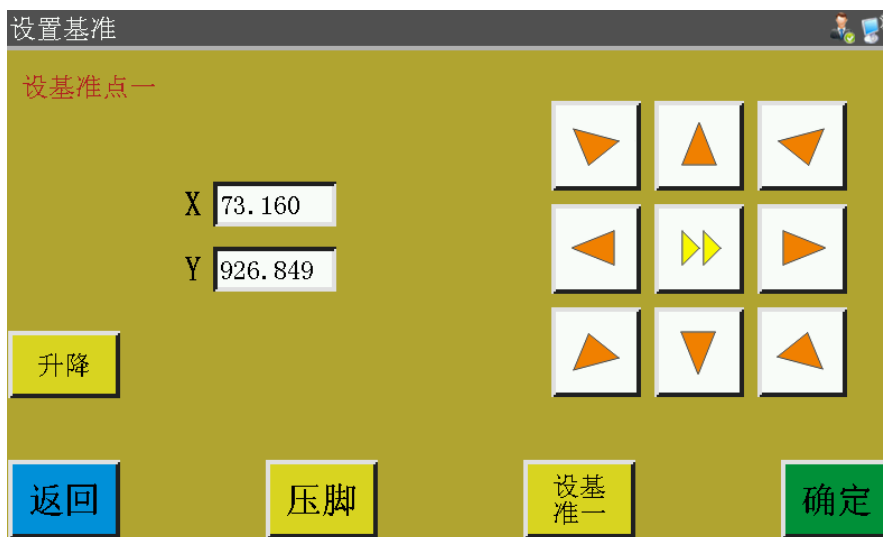 设置基准
设基准点一
X 73.160
Y 926.849
升降
返回
压脚
设基
准一
确定